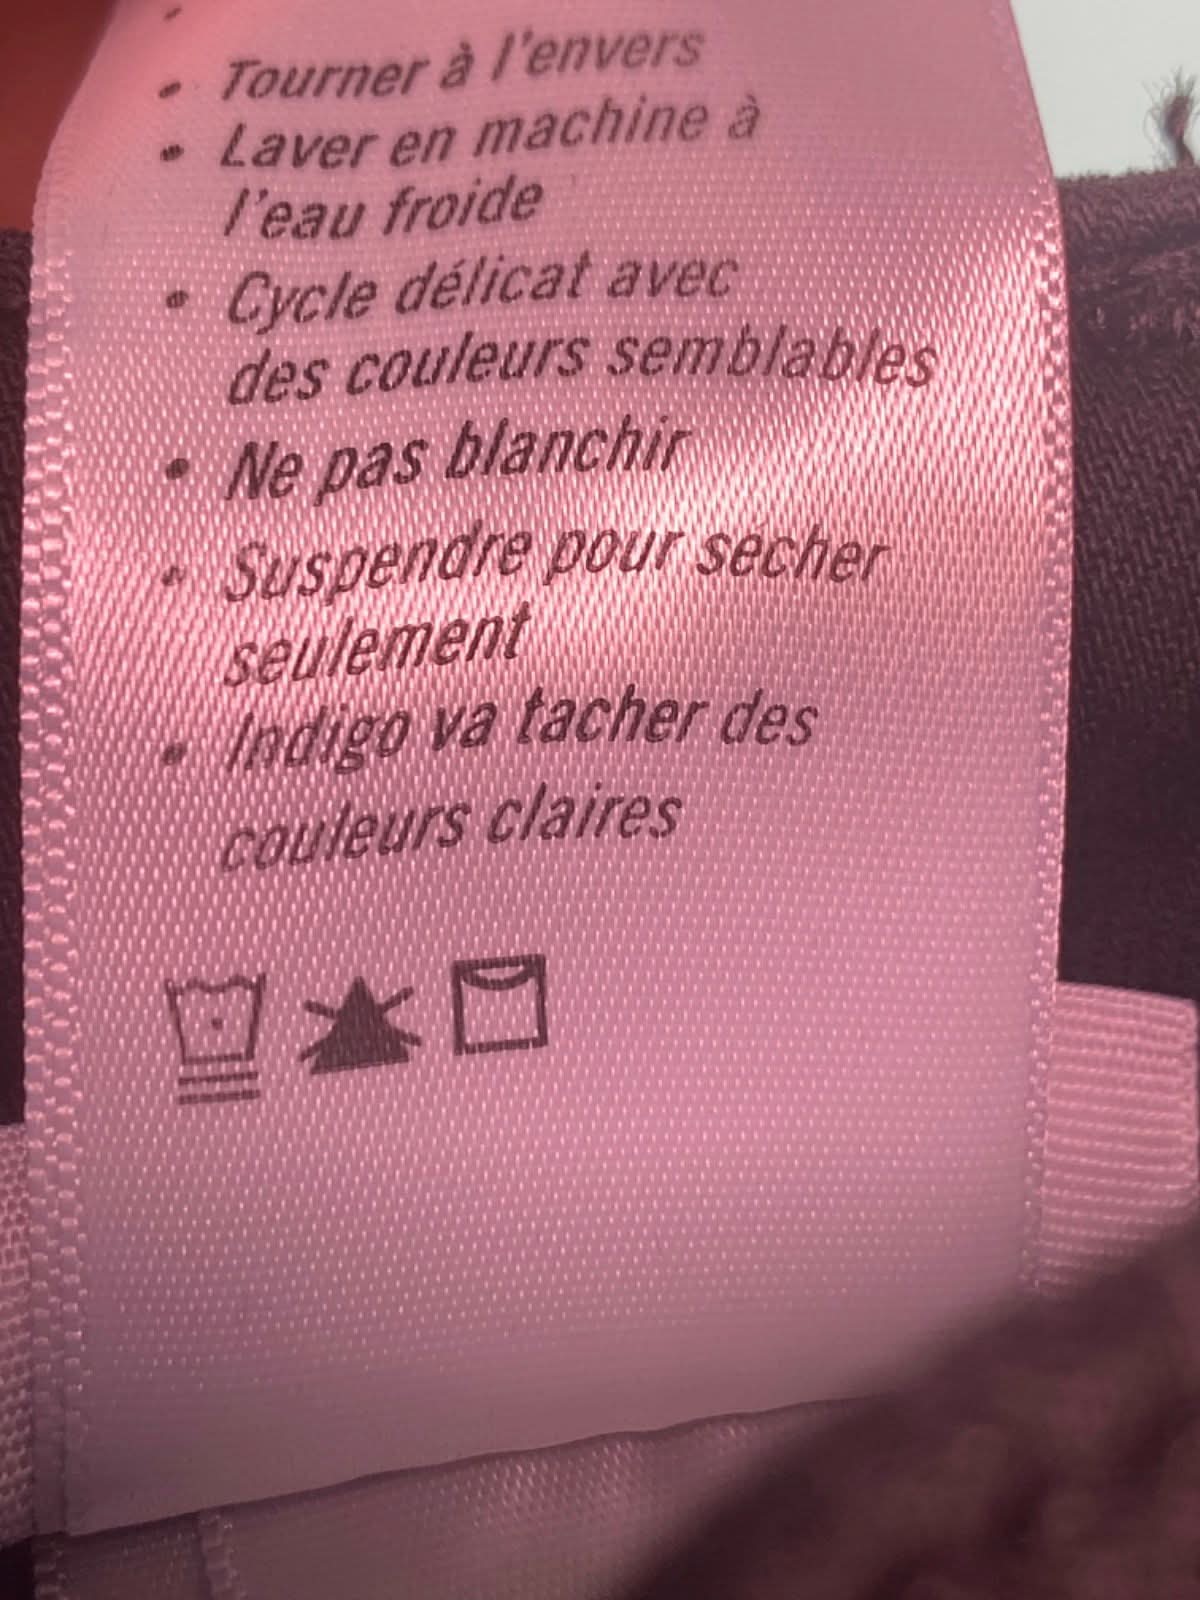 • Tourner à l'envers
• Laver en machine à
l'eau froide
• Cycle délicat avec
des couleurs semblables
• Ne pas blanchir
• Suspendre pour sécher
seulement
• Indigo va tacher des
couleurs claires